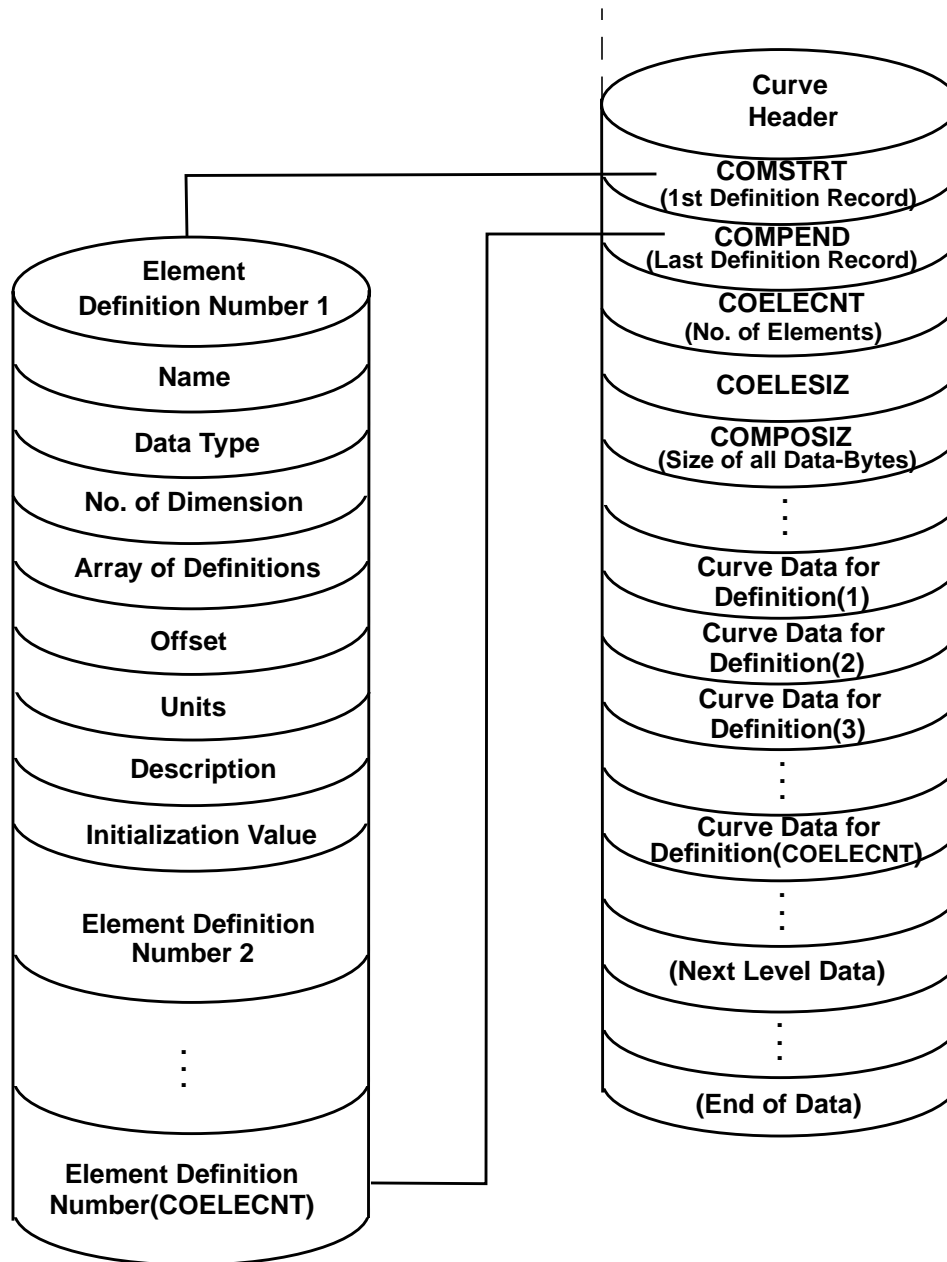 Curve
Header
COMSTRT
(1st Definition Record)
COMPEND
(Last Definition Record)
COELECNT
(No. of Elements)
COELESIZ
COMPOSIZ
(Size of all Data-Bytes)
.
.
.
Curve Data for
Definition(1)
Curve Data for
Definition(2)
Curve Data for
Definition(3)
.
.
.
Curve Data for
Definition(COELECNT)
.
.
.
(Next Level Data)
.
.
.
(End of Data)
Element
Definition Number 1
Name
Data Type
No. of Dimension
Array of Definitions
Offset
Units
Description
Initialization Value
Element Definition
Number 2
.
.
.
Element Definition
Number(COELECNT)